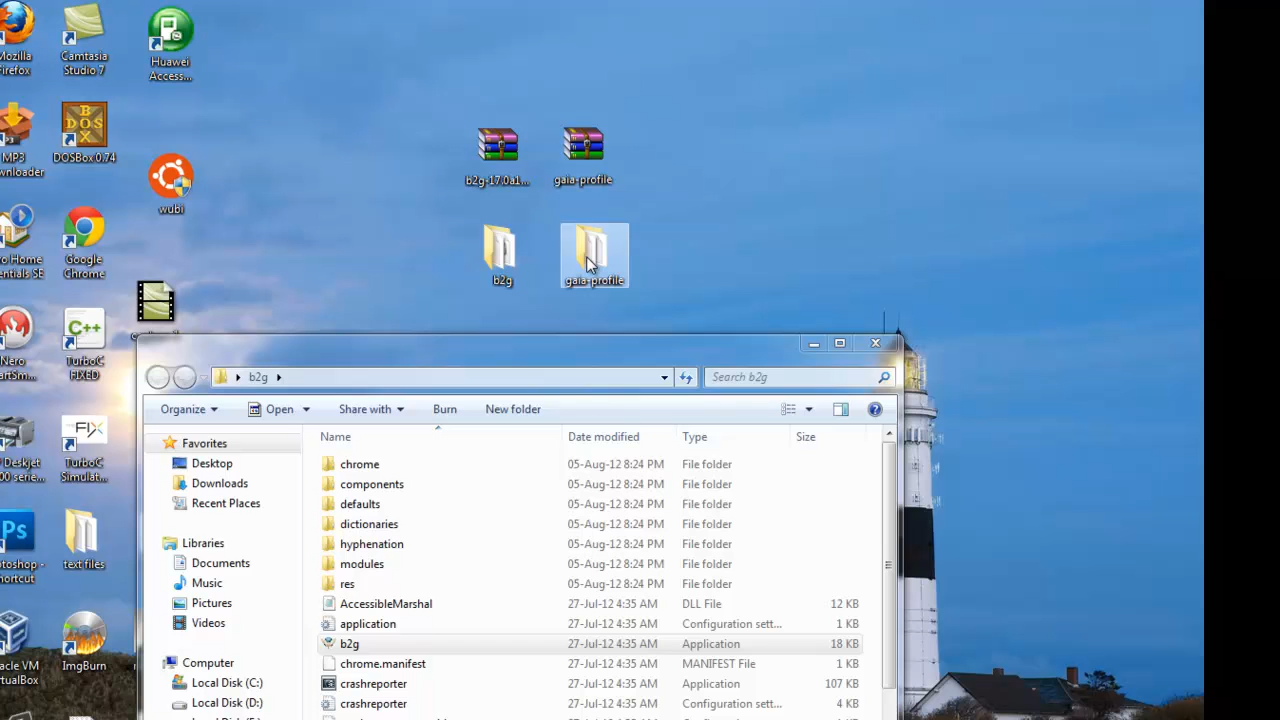 Mozilla
Firefox
Camtasia
Studio 7
Huawei
Access...
MP3
wnloader
DOSBox 0.74
wubi
Google
Chrome
ro Home
entials SE
Nero
artSm...
TurboC
FIXED
Deskjet
00 serie...
TurboC
Simulat...
otoshop -
hortcut
text files
acle VM
irtualBox
ImgBurn
b2g-17.0a1...
gaia-profile
b2g
gaia-profile
b2g
Search b2g
Organize
Open
Share with
Burn
New folder
Favorites
Desktop
Downloads
Recent Places
Libraries
Documents
Music
Pictures
Videos
Computer
Local Disk (C:)
Local Disk (D:)
Name Date modified Type Size
chrome 05-Aug-12 8:24 PM File folder
components 05-Aug-12 8:24 PM File folder
defaults 05-Aug-12 8:24 PM File folder
dictionaries 05-Aug-12 8:24 PM File folder
hyphenation 05-Aug-12 8:24 PM File folder
modules 05-Aug-12 8:24 PM File folder
res 05-Aug-12 8:24 PM File folder
AccessibleMarshal 27-Jul-12 4:35 AM DLL File 12 KB
application 27-Jul-12 4:35 AM Configuration sett... 1 KB
b2g 27-Jul-12 4:35 AM Application 18 KB
chrome.manifest 27-Jul-12 4:35 AM MANIFEST File 1 KB
crashreporter 27-Jul-12 4:35 AM Application 107 KB
crashreporter 27-Jul-12 4:35 AM Configuration sett... 4 KB